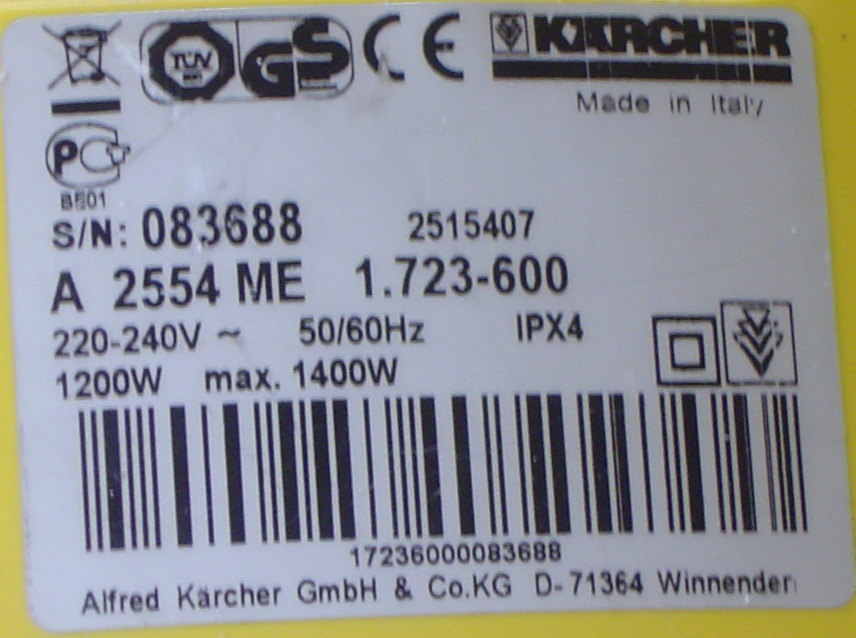 TÜV GS CE KÄRCHER
Made in Italy
PC
BE01
S/N: 083688 2515407
A 2554 ME 1.723-600
220-240V ~ 50/60Hz IPX4
1200W max. 1400W
17236000083688
Alfred Kärcher GmbH & Co.KG D-71364 Winnenden